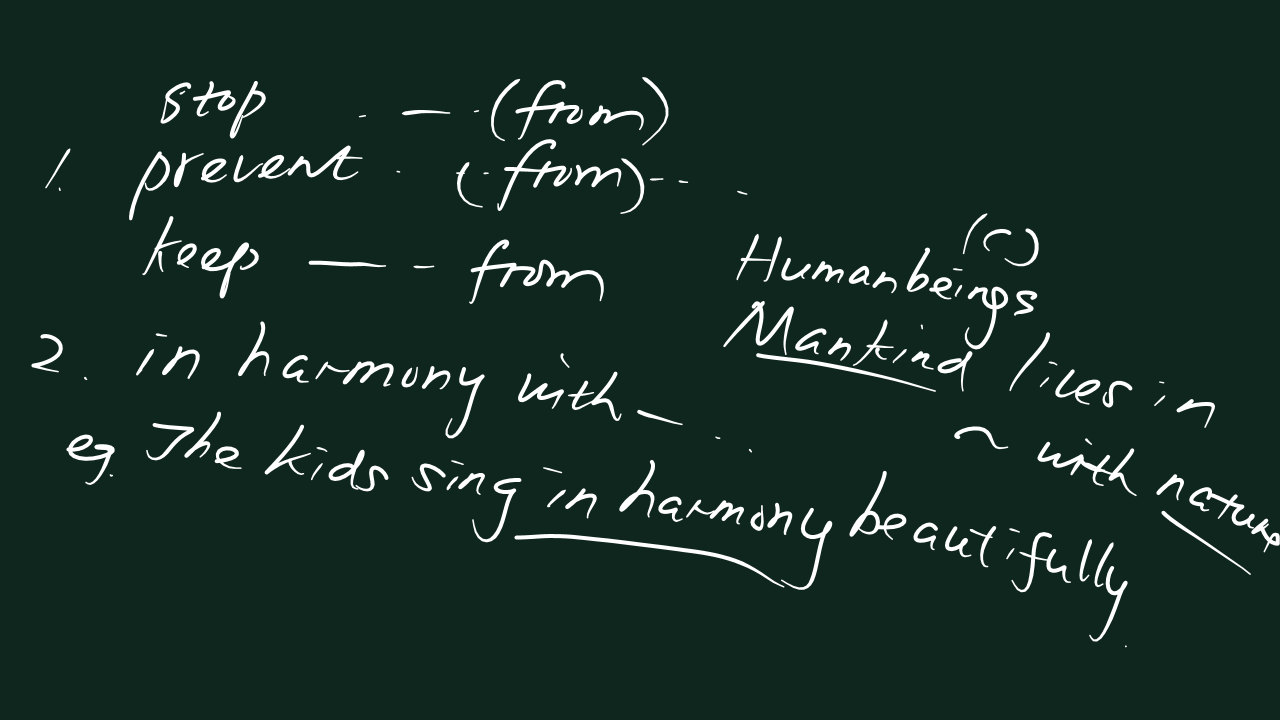 stop . — . (from)
1. prevent . (.. from) -- .
keep — - from
(C)
Humanbeings
Mankind lives in
~ with nature
2. in harmony with — . .
eg. The kids sing in harmony beautifully.